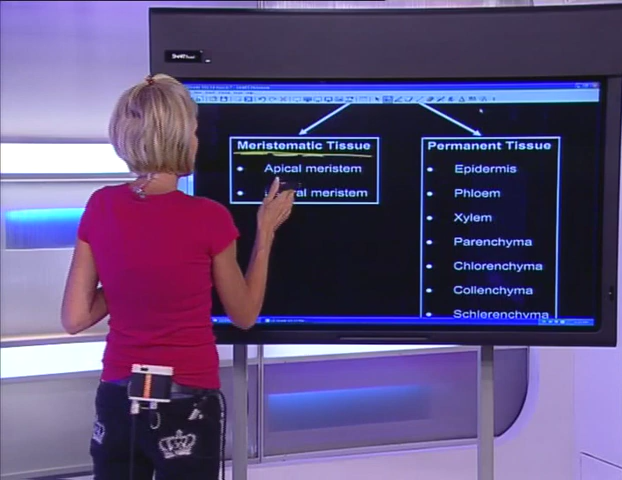 Meristematic Tissue
Apical meristem
meristem
Permanent Tissue
Epidermis
Phloem
Xylem
Parenchyma
Chlorenchyma
Collenchyma
Schlerenchyma